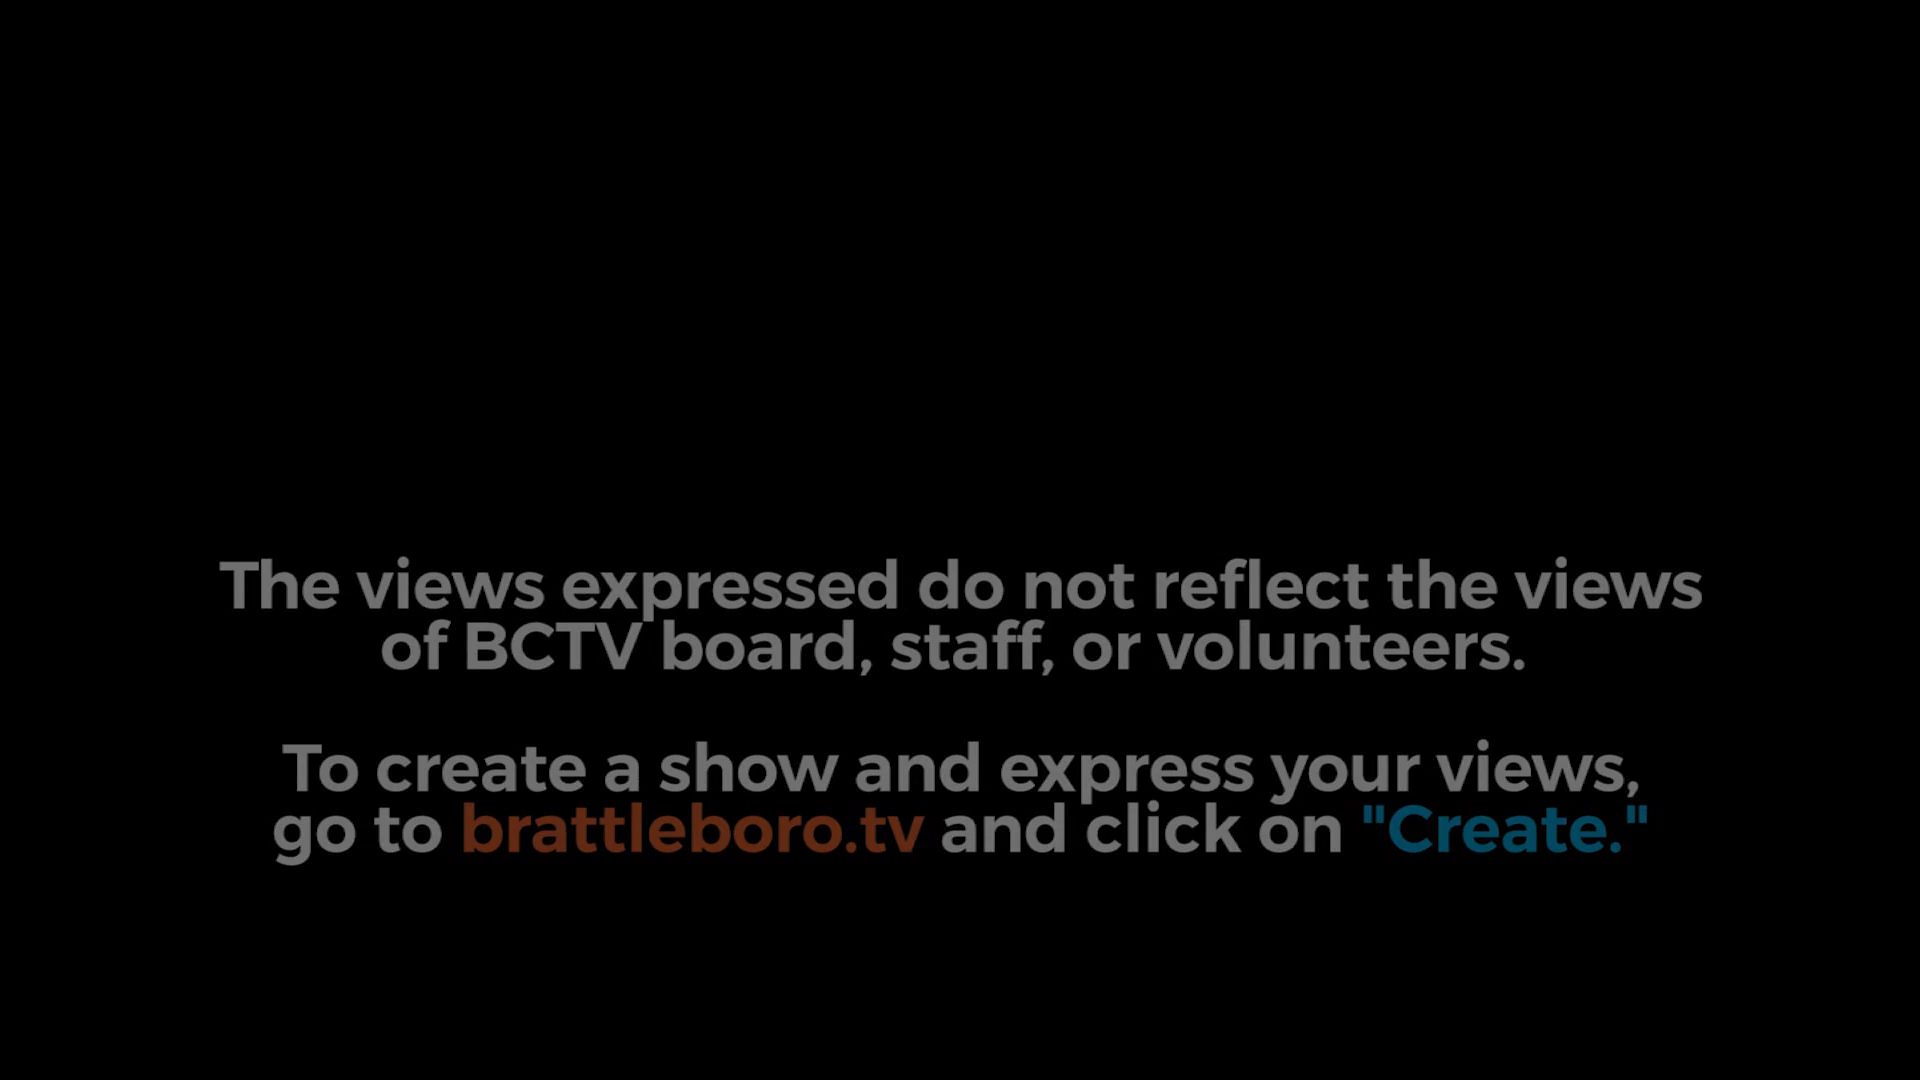 The views expressed do not reflect the views
of BCTV board, staff, or volunteers.
To create a show and express your views,
go to brattleboro.tv and click on "Create."